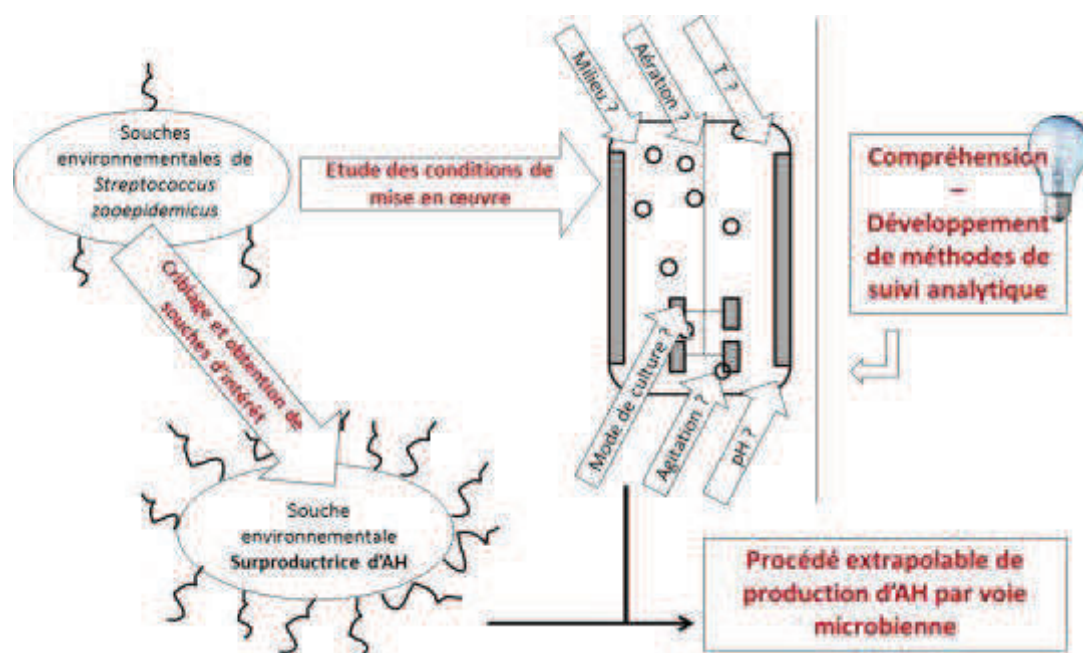 Souches
environnementales de
Streptococcus
zooepidemicus
Etude des conditions de
mise en œuvre
Milieu ?
Aération ?
T ?
Compréhension
–
Développement
de méthodes de
suivi analytique
Criblage et obtention de
souches d'intérêt
Mode de culture ?
Agitation ?
pH ?
Souche
environnementale
Surproductrice d'AH
Procédé extrapolable de
production d'AH par voie
microbienne